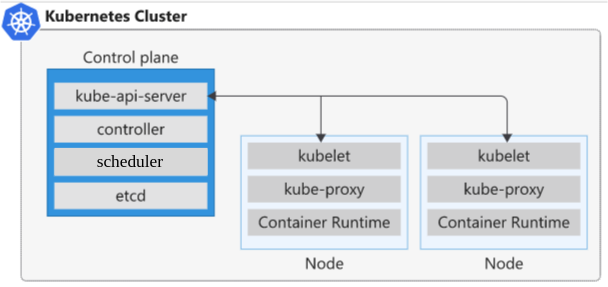 Kubernetes Cluster
Control plane
kube-api-server
controller
scheduler
etcd
kubelet
kube-proxy
Container Runtime
Node
kubelet
kube-proxy
Container Runtime
Node